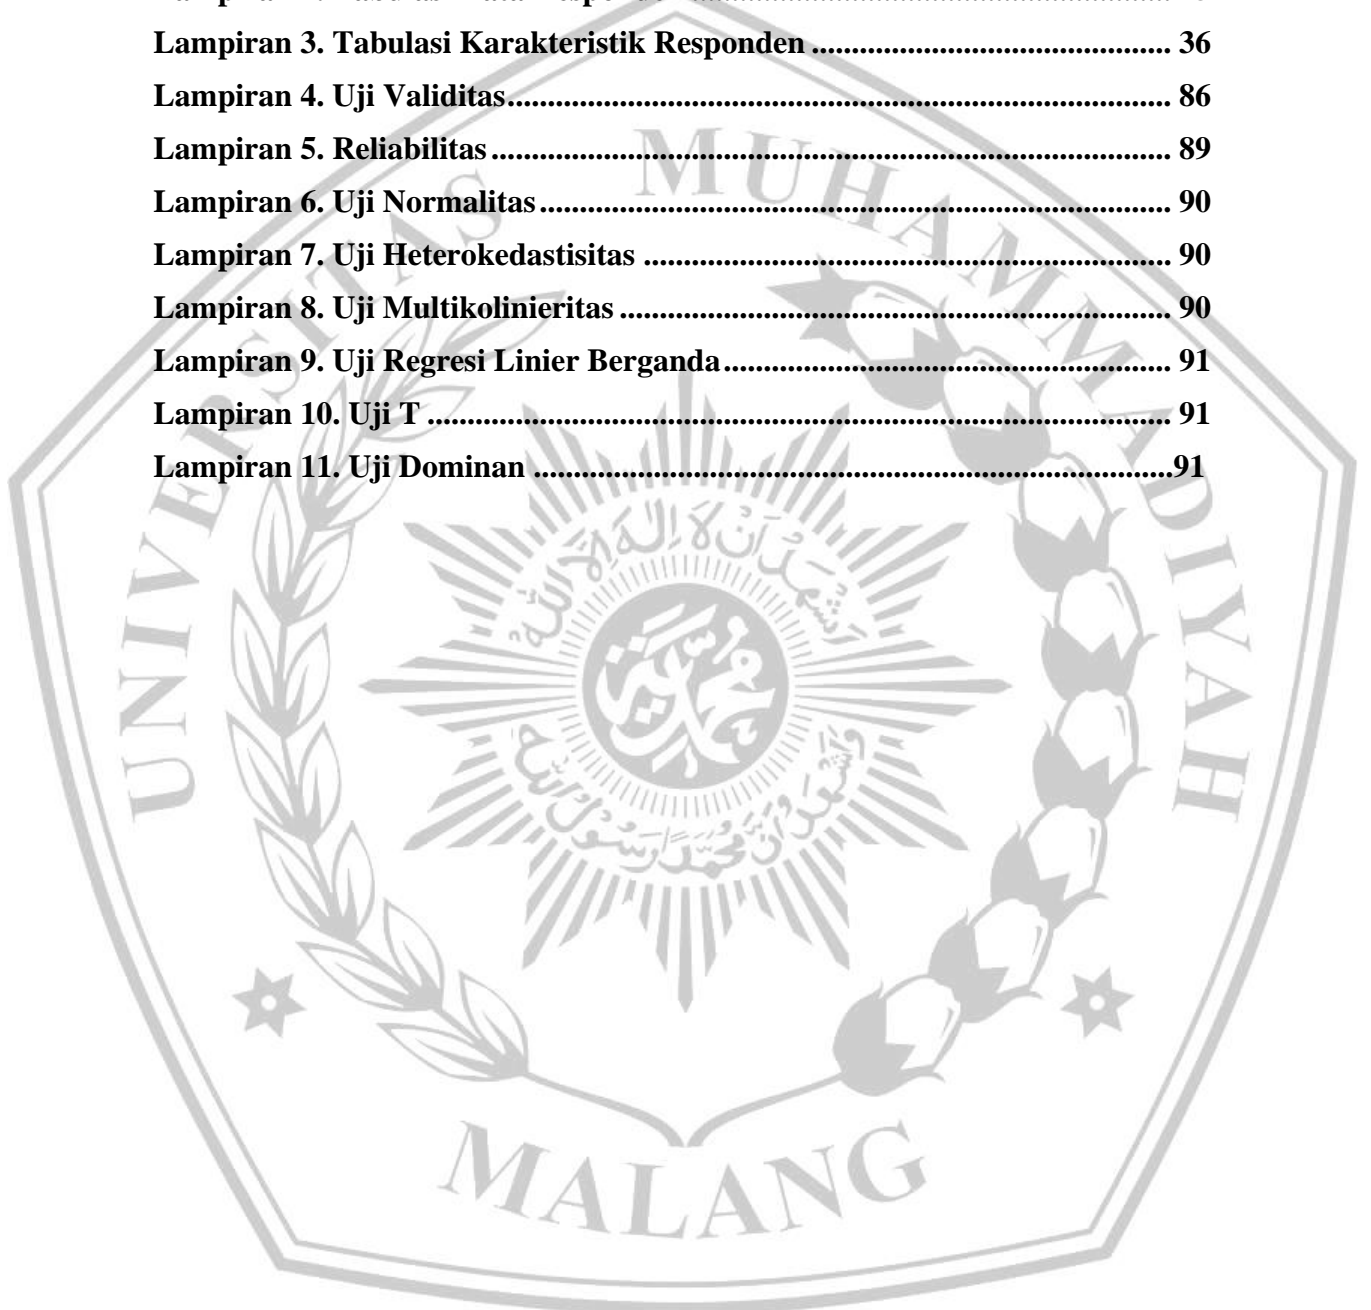 Lampiran 3. Tabulasi Karakteristik Responden ............................................ 36
Lampiran 4. Uji Validitas.................................................................................. 86
Lampiran 5. Reliabilitas .................................................................................... 89
Lampiran 6. Uji Normalitas .............................................................................. 90
Lampiran 7. Uji Heterokedastisitas ................................................................. 90
Lampiran 8. Uji Multikolinieritas .................................................................... 90
Lampiran 9. Uji Regresi Linier Berganda....................................................... 91
Lampiran 10. Uji T ............................................................................................ 91
Lampiran 11. Uji Dominan ...............................................................................91
UNIVERSITAS MUHAMMADIYAH
MALANG